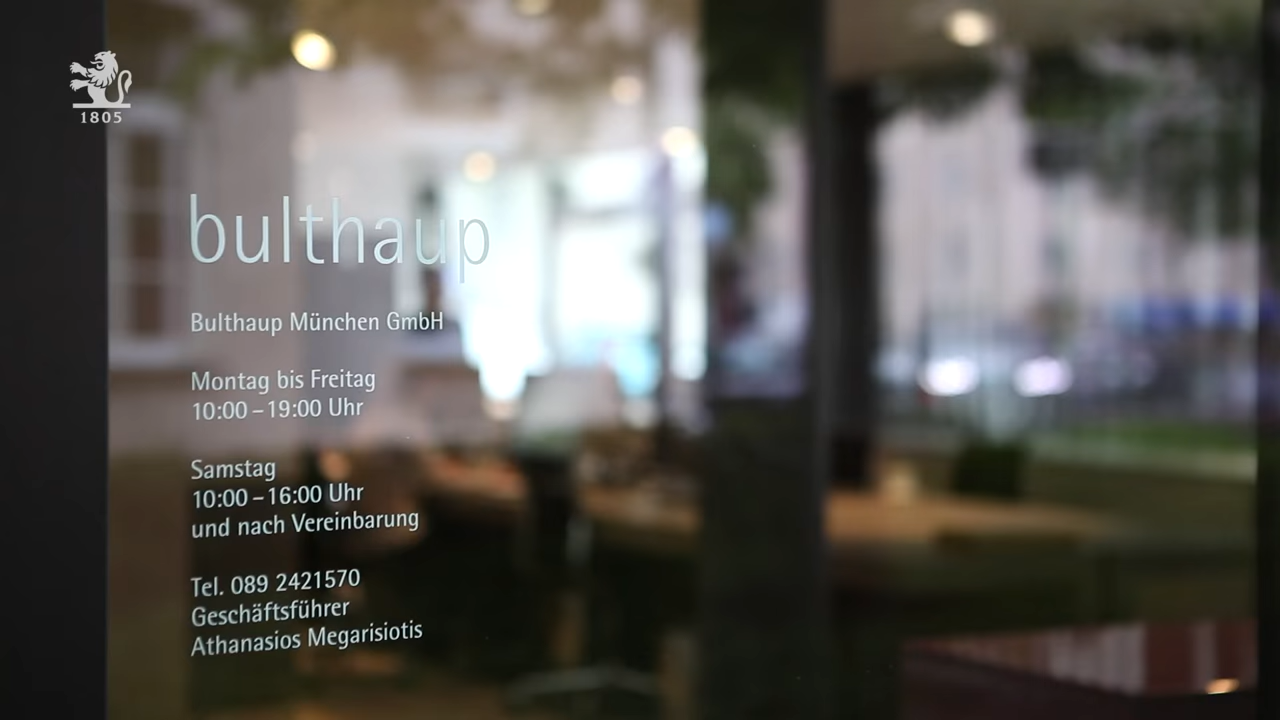 1805
bulthaup
Bulthaup München GmbH
Montag bis Freitag
10:00 – 19:00 Uhr
Samstag
10:00 – 16:00 Uhr
und nach Vereinbarung
Tel. 089 2421570
Geschäftsführer
Athanasios Megarisiotis